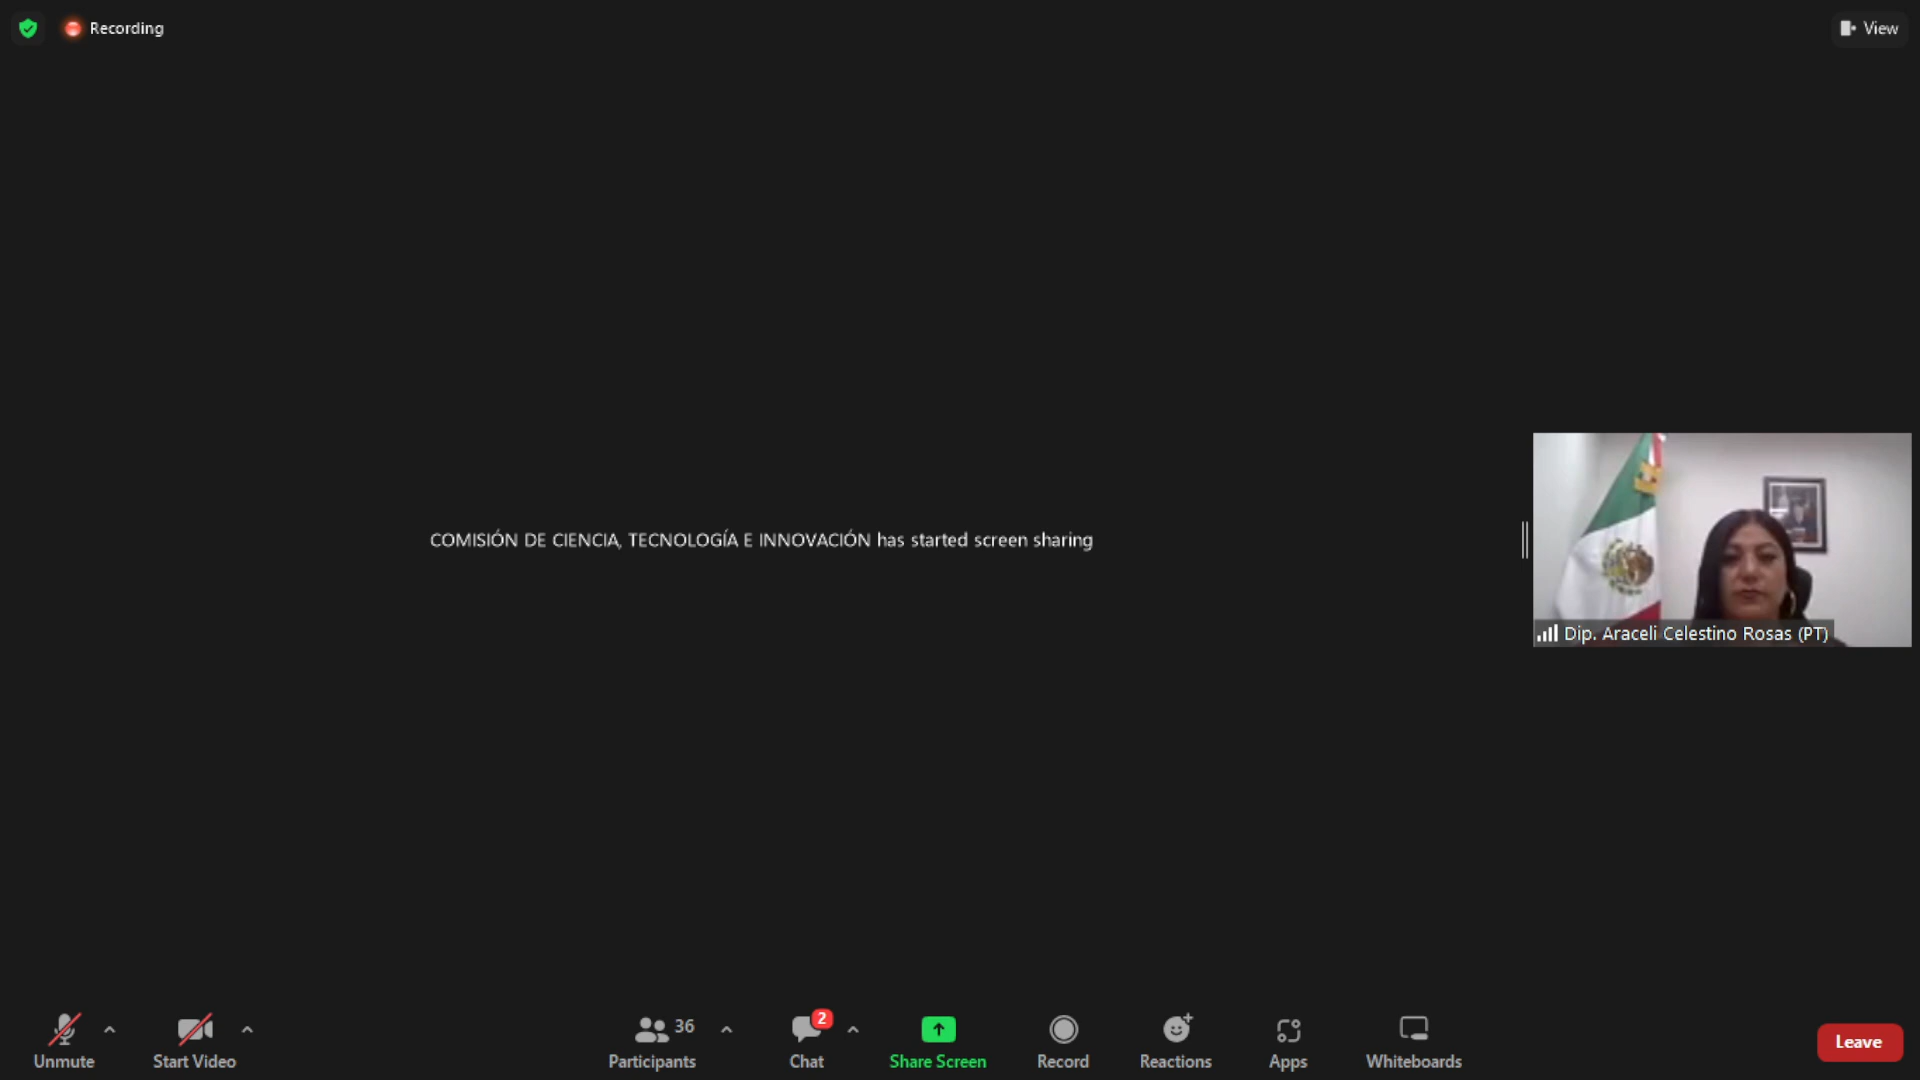 Recording
View
COMISIÓN DE CIENCIA, TECNOLOGÍA E INNOVACIÓN has started screen sharing
Dip. Araceli Celestino Rosas (PT)
Unmute
Start Video
36
Participants
2
Chat
Share Screen
Record
Reactions
Apps
Whiteboards
Leave